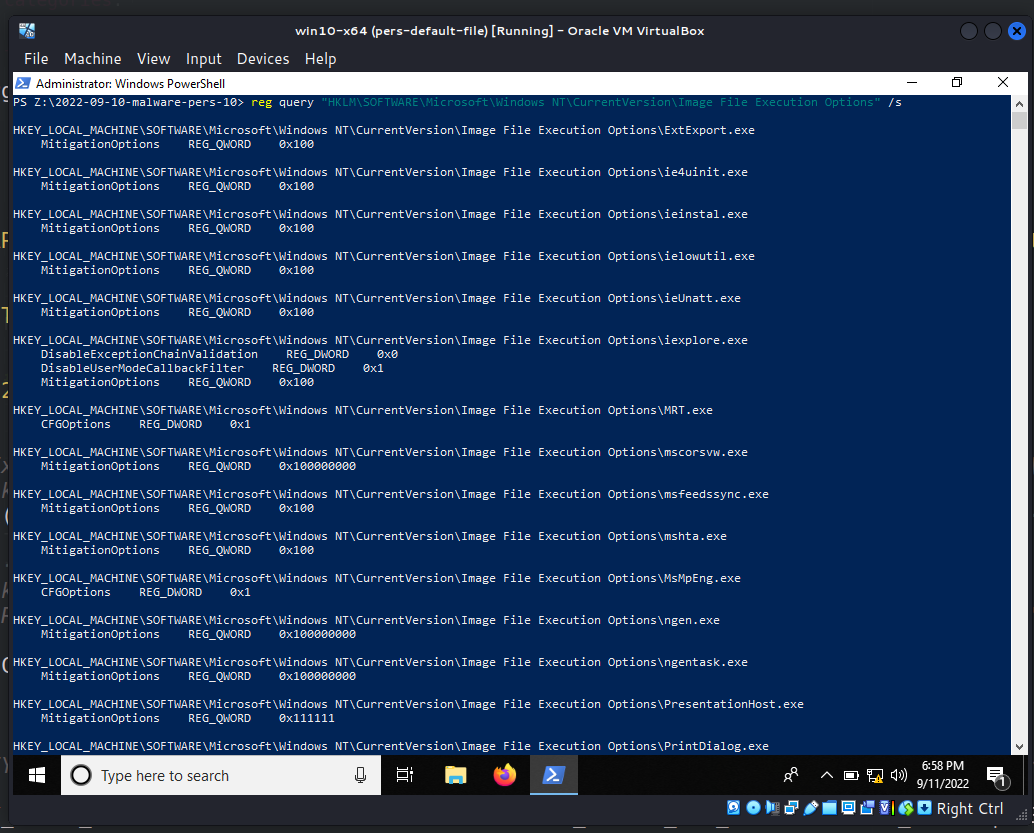 win10-x64 (pers-default-file) [Running] - Oracle VM VirtualBox
File Machine View Input Devices Help
Administrator: Windows PowerShell
PS Z:\2022-09-10-malware-pers-10> reg query "HKLM\SOFTWARE\Microsoft\Windows NT\CurrentVersion\Image File Execution Options" /s
HKEY_LOCAL_MACHINE\SOFTWARE\Microsoft\Windows NT\CurrentVersion\Image File Execution Options\ExtExport.exe
MitigationOptions REG_QWORD 0x100
HKEY_LOCAL_MACHINE\SOFTWARE\Microsoft\Windows NT\CurrentVersion\Image File Execution Options\ie4uinit.exe
MitigationOptions REG_QWORD 0x100
HKEY_LOCAL_MACHINE\SOFTWARE\Microsoft\Windows NT\CurrentVersion\Image File Execution Options\ieinstal.exe
MitigationOptions REG_QWORD 0x100
HKEY_LOCAL_MACHINE\SOFTWARE\Microsoft\Windows NT\CurrentVersion\Image File Execution Options\ielowutil.exe
MitigationOptions REG_QWORD 0x100
HKEY_LOCAL_MACHINE\SOFTWARE\Microsoft\Windows NT\CurrentVersion\Image File Execution Options\ieUnatt.exe
MitigationOptions REG_QWORD 0x100
HKEY_LOCAL_MACHINE\SOFTWARE\Microsoft\Windows NT\CurrentVersion\Image File Execution Options\iexplore.exe
DisableExceptionChainValidation REG_DWORD 0x0
DisableUserModeCallbackFilter REG_DWORD 0x1
MitigationOptions REG_QWORD 0x100
HKEY_LOCAL_MACHINE\SOFTWARE\Microsoft\Windows NT\CurrentVersion\Image File Execution Options\MRT.exe
CFGOptions REG_DWORD 0x1
HKEY_LOCAL_MACHINE\SOFTWARE\Microsoft\Windows NT\CurrentVersion\Image File Execution Options\mscorsvw.exe
MitigationOptions REG_QWORD 0x100000000
HKEY_LOCAL_MACHINE\SOFTWARE\Microsoft\Windows NT\CurrentVersion\Image File Execution Options\msfeedssync.exe
MitigationOptions REG_QWORD 0x100
HKEY_LOCAL_MACHINE\SOFTWARE\Microsoft\Windows NT\CurrentVersion\Image File Execution Options\mshta.exe
MitigationOptions REG_QWORD 0x100
HKEY_LOCAL_MACHINE\SOFTWARE\Microsoft\Windows NT\CurrentVersion\Image File Execution Options\MsMpEng.exe
CFGOptions REG_DWORD 0x1
HKEY_LOCAL_MACHINE\SOFTWARE\Microsoft\Windows NT\CurrentVersion\Image File Execution Options\ngen.exe
MitigationOptions REG_QWORD 0x100000000
HKEY_LOCAL_MACHINE\SOFTWARE\Microsoft\Windows NT\CurrentVersion\Image File Execution Options\ngentask.exe
MitigationOptions REG_QWORD 0x100000000
HKEY_LOCAL_MACHINE\SOFTWARE\Microsoft\Windows NT\CurrentVersion\Image File Execution Options\PresentationHost.exe
MitigationOptions REG_QWORD 0x111111
HKEY_LOCAL_MACHINE\SOFTWARE\Microsoft\Windows NT\CurrentVersion\Image File Execution Options\PrintDialog.exe
Type here to search
6:58 PM
9/11/2022
1
Right Ctrl